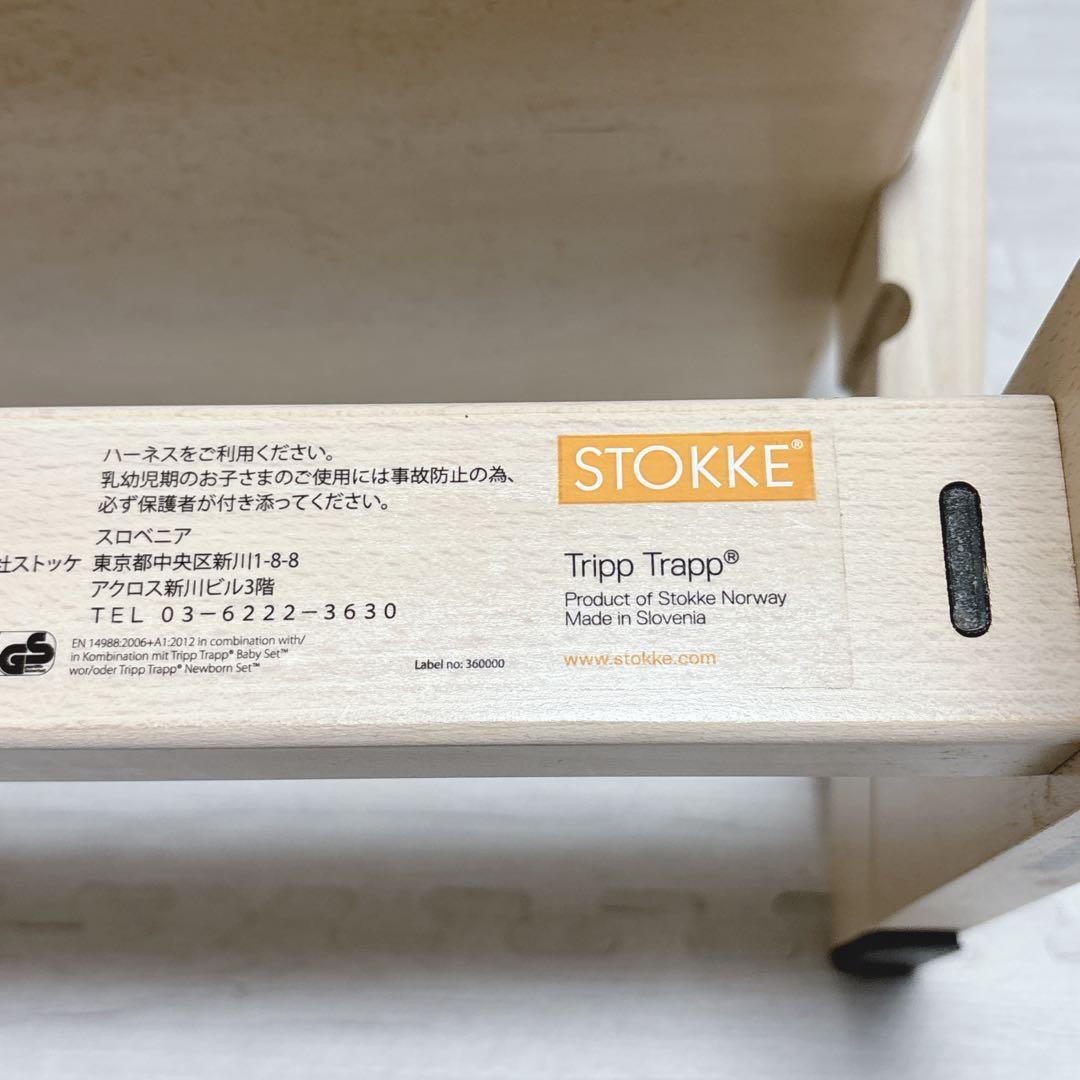 ハーネスをご利用ください。
乳幼児期のお子さまのご使用には事故防止の為、
必ず保護者が付き添ってください。
スロベニア
社ストッケ 東京都中央区新川1-8-8
アクロス新川ビル3階
TEL 03-6222-3630
GS
EN 14988:2006+A1:2012 in combination with/
in Kombination mit Tripp Trapp® Baby Set™
wor/oder Tripp Trapp® Newborn Set™
Label no: 360000
STOKKE®
Tripp Trapp®
Product of Stokke Norway
Made in Slovenia
www.stokke.com